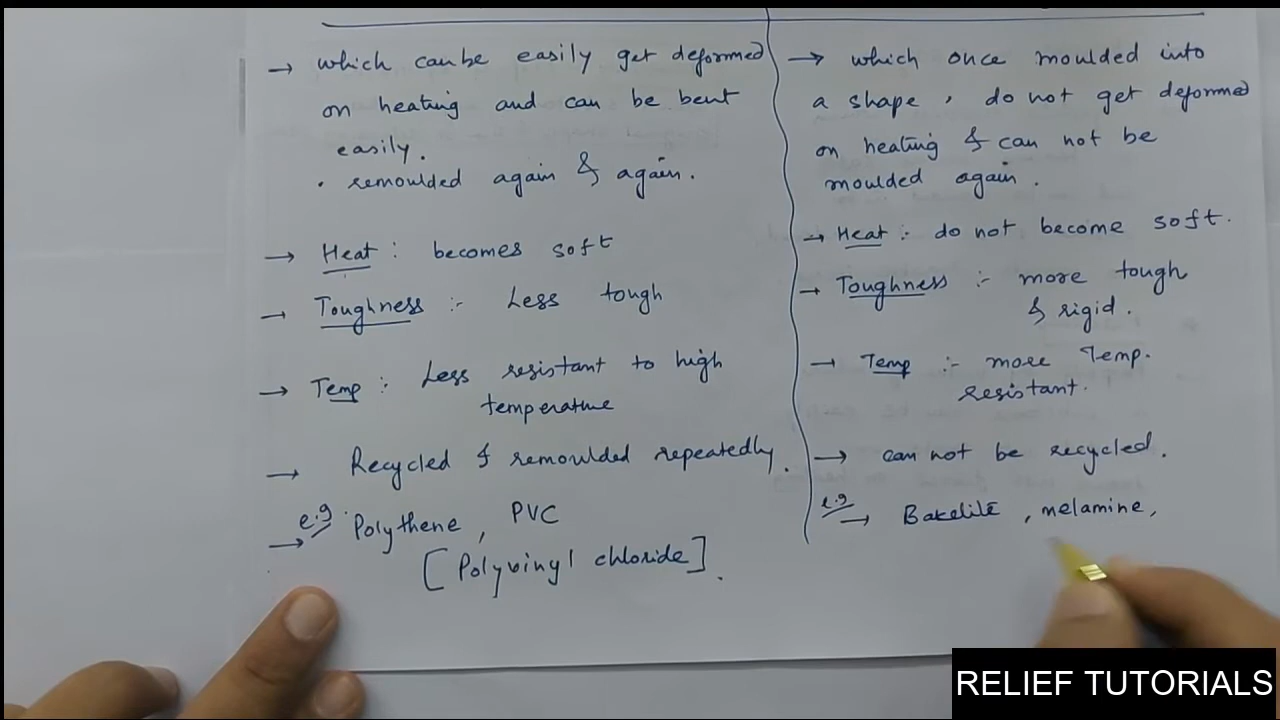 → which can be easily get deformed
on heating and can be bent
easily.
. remoulded again & again.
→ Heat : becomes soft
→ Toughness :- Less tough
→ Temp : Less resistant to high
temperature
→ Recycled & remoulded repeatedly.
→ e.g. Polythene, PVC
[Polyvinyl chloride].
→ which once moulded into
a shape, do not get deformed
on heating & can not be
moulded again.
→ Heat :- do not become soft.
→ Toughness :- more tough
& rigid.
→ Temp :- more Temp.
resistant.
→ can not be recycled.
e.g → Bakelite, melamine,
RELIEF TUTORIALS